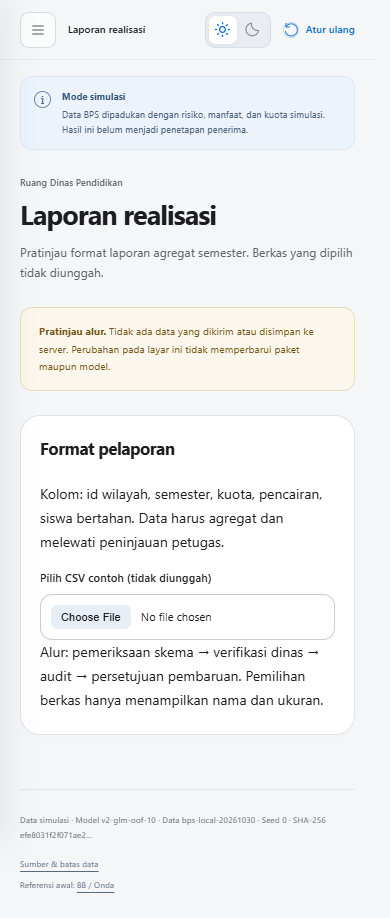 Laporan realisasi
Atur ulang
Mode simulasi
Data BPS dipadukan dengan risiko, manfaat, dan kuota simulasi.
Hasil ini belum menjadi penetapan penerima.
Ruang Dinas Pendidikan
Laporan realisasi
Pratinjau format laporan agregat semester. Berkas yang dipilih
tidak diunggah.
Pratinjau alur. Tidak ada data yang dikirim atau disimpan ke
server. Perubahan pada layar ini tidak memperbarui paket
maupun model.
Format pelaporan
Kolom: id wilayah, semester, kuota, pencairan,
siswa bertahan. Data harus agregat dan
melewati peninjauan petugas.
Pilih CSV contoh (tidak diunggah)
Choose File No file chosen
Alur: pemeriksaan skema → verifikasi dinas →
audit → persetujuan pembaruan. Pemilihan
berkas hanya menampilkan nama dan ukuran.
Data simulasi · Model v2-glm-oof-10 · Data bps-local-20261030 · Seed 0 · SHA-256
efe8031f2f071ae2...
Sumber & batas data
Referensi awal: 8B / Onda